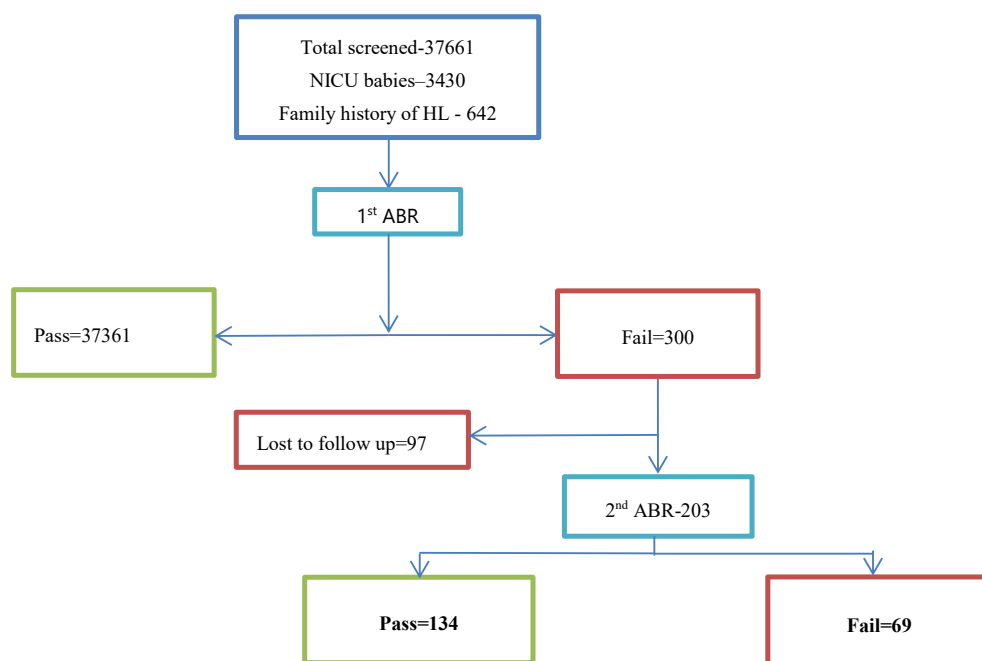 Total screened-37661
NICU babies–3430
Family history of HL - 642
1st ABR
Pass=37361
Fail=300
Lost to follow up=97
2nd ABR-203
Pass=134
Fail=69